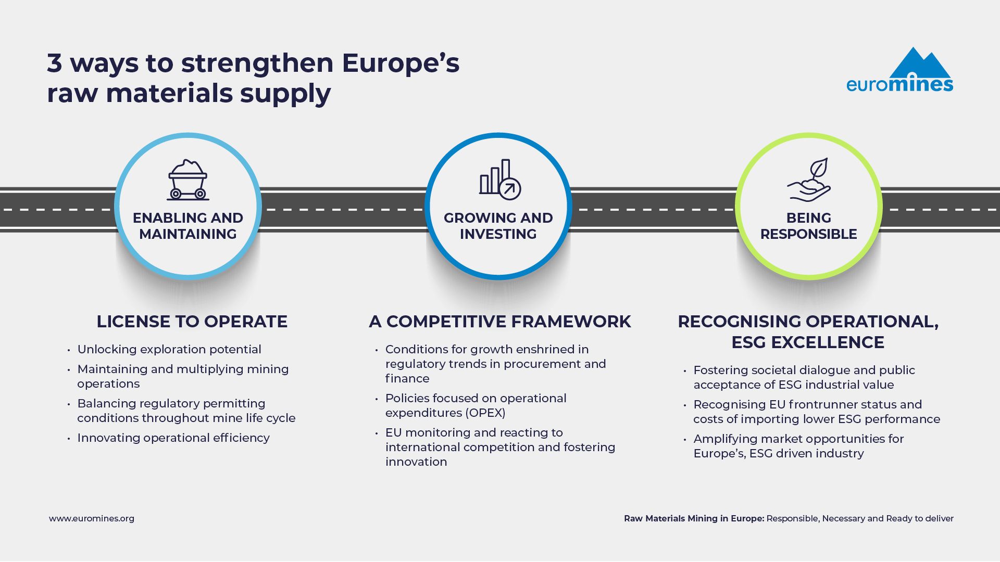 3 ways to strengthen Europe’s
raw materials supply
euromines
ENABLING AND
MAINTAINING
GROWING AND
INVESTING
BEING
RESPONSIBLE
LICENSE TO OPERATE
• Unlocking exploration potential
• Maintaining and multiplying mining
operations
• Balancing regulatory permitting
conditions throughout mine life cycle
• Innovating operational efficiency
A COMPETITIVE FRAMEWORK
• Conditions for growth enshrined in
regulatory trends in procurement and
finance
• Policies focused on operational
expenditures (OPEX)
• EU monitoring and reacting to
international competition and fostering
innovation
RECOGNISING OPERATIONAL,
ESG EXCELLENCE
• Fostering societal dialogue and public
acceptance of ESG industrial value
• Recognising EU frontrunner status and
costs of importing lower ESG performance
• Amplifying market opportunities for
Europe’s, ESG driven industry
www.euromines.org
Raw Materials Mining in Europe: Responsible, Necessary and Ready to deliver